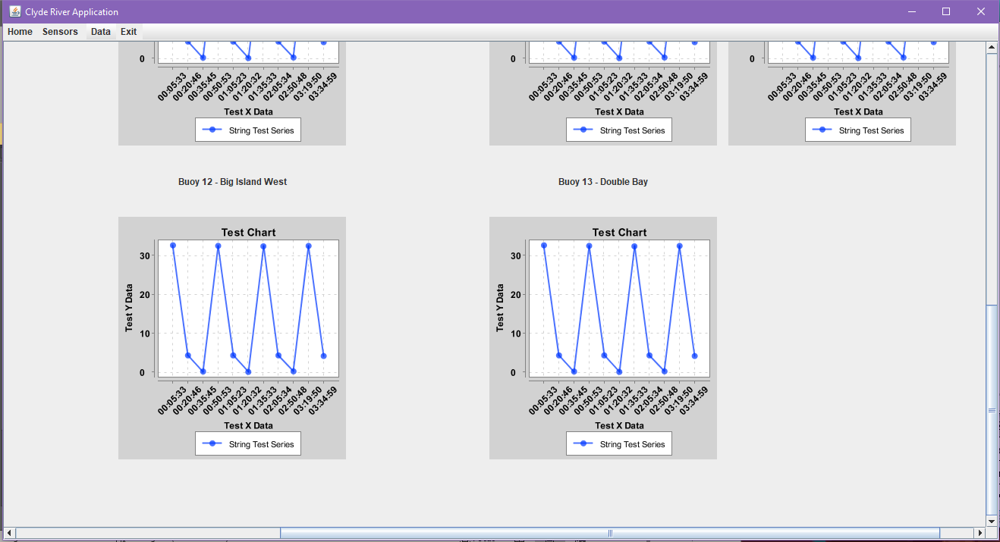 Clyde River Application
Home Sensors Data Exit
0
00:05:33 00:20:46 00:35:45 00:50:53 01:05:23 01:20:32 01:35:33 02:05:34 02:50:48 03:19:50 03:34:59
Test X Data
String Test Series
0
00:05:33 00:20:46 00:35:45 00:50:53 01:05:23 01:20:32 01:35:33 02:05:34 02:50:48 03:19:50 03:34:59
Test X Data
String Test Series
0
00:05:33 00:20:46 00:35:45 00:50:53 01:05:23 01:20:32 01:35:33 02:05:34 02:50:48 03:19:50 03:34:59
Test X Data
String Test Series
Buoy 12 - Big Island West
Test Chart
Test Y Data
30
20
10
0
00:05:33 00:20:46 00:35:45 00:50:53 01:05:23 01:20:32 01:35:33 02:05:34 02:50:48 03:19:50 03:34:59
Test X Data
String Test Series
Buoy 13 - Double Bay
Test Chart
Test Y Data
30
20
10
0
00:05:33 00:20:46 00:35:45 00:50:53 01:05:23 01:20:32 01:35:33 02:05:34 02:50:48 03:19:50 03:34:59
Test X Data
String Test Series